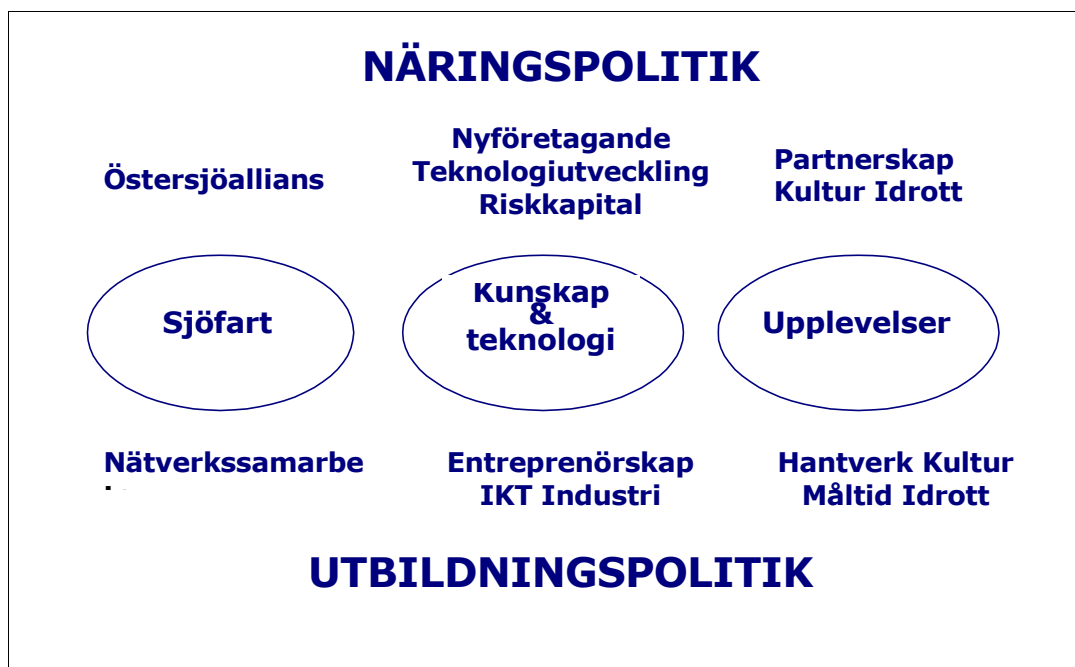 NÄRINGSPOLITIK
Östersjöallians
Nyföretagande
Teknologiutveckling
Riskkapital
Partnerskap
Kultur Idrott
Sjöfart
Kunskap
&
teknologi
Upplevelser
Nätverkssamarbe
Entreprenörskap
IKT Industri
Hantverk Kultur
Måltid Idrott
UTBILDNINGSPOLITIK